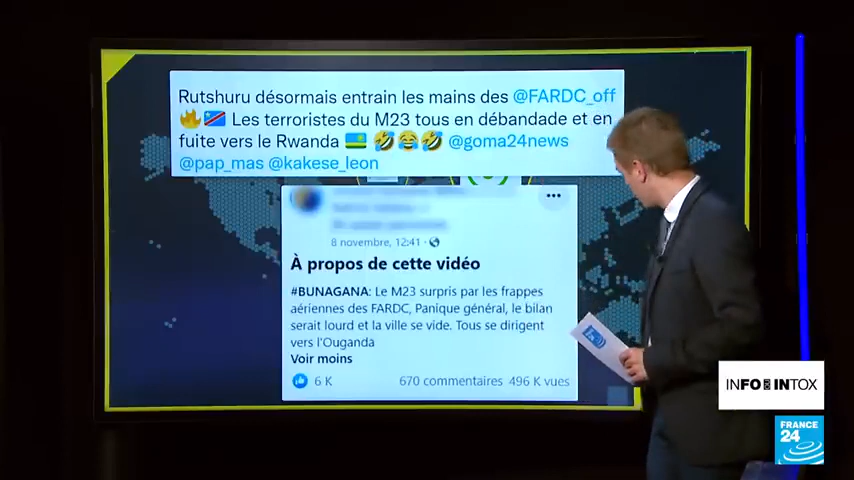 Rutshuru désormais entrain les mains des @FARDC_off
🔥🇨🇩 Les terroristes du M23 tous en débandade et en
fuite vers le Rwanda 🇷🇼 🤣😂🤣 @goma24news
@pap_mas @kakese_leon
8 novembre, 12:41 ·
À propos de cette vidéo
#BUNAGANA: Le M23 surpris par les frappes
aériennes des FARDC, Panique général, le bilan
serait lourd et la ville se vide. Tous se dirigent
vers l'Ouganda
Voir moins
6 K 670 commentaires 496 K vues
INFO OU INTOX
FRANCE
24